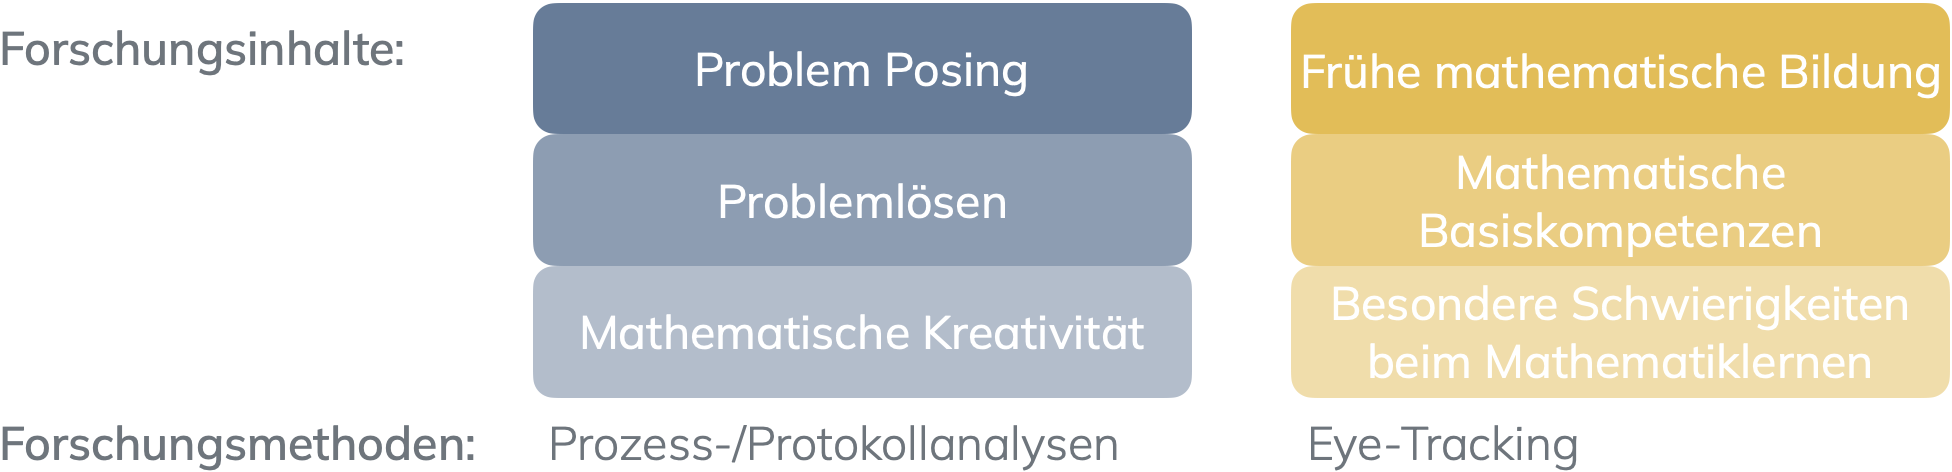 Forschungsinhalte:
Problem Posing
Problemlösen
Mathematische Kreativität
Frühe mathematische Bildung
Mathematische
Basiskompetenzen
Besondere Schwierigkeiten
beim Mathematiklernen
Forschungsmethoden:
Prozess-/Protokollanalysen
Eye-Tracking